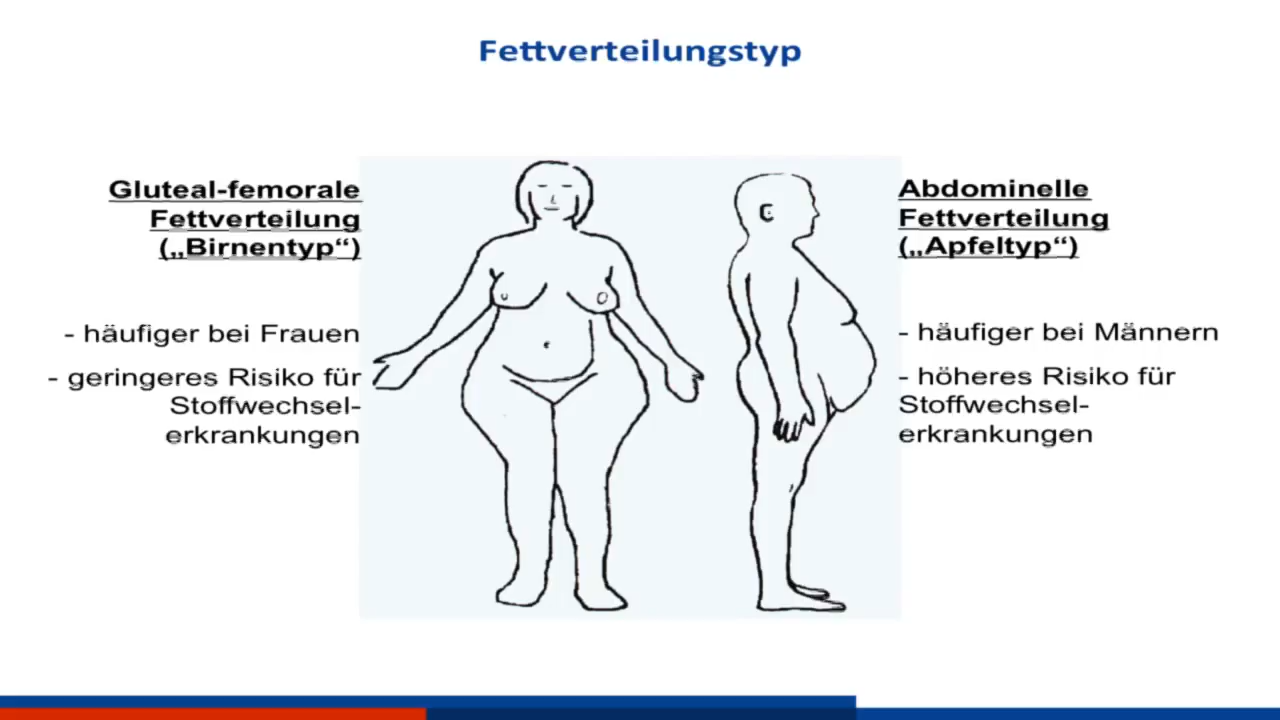 Fettverteilungstyp
Gluteal-femorale
Fettverteilung
(„Birnentyp“)
- häufiger bei Frauen
- geringeres Risiko für
Stoffwechsel-
erkrankungen
Abdominelle
Fettverteilung
(„Apfeltyp“)
- häufiger bei Männern
- höheres Risiko für
Stoffwechsel-
erkrankungen